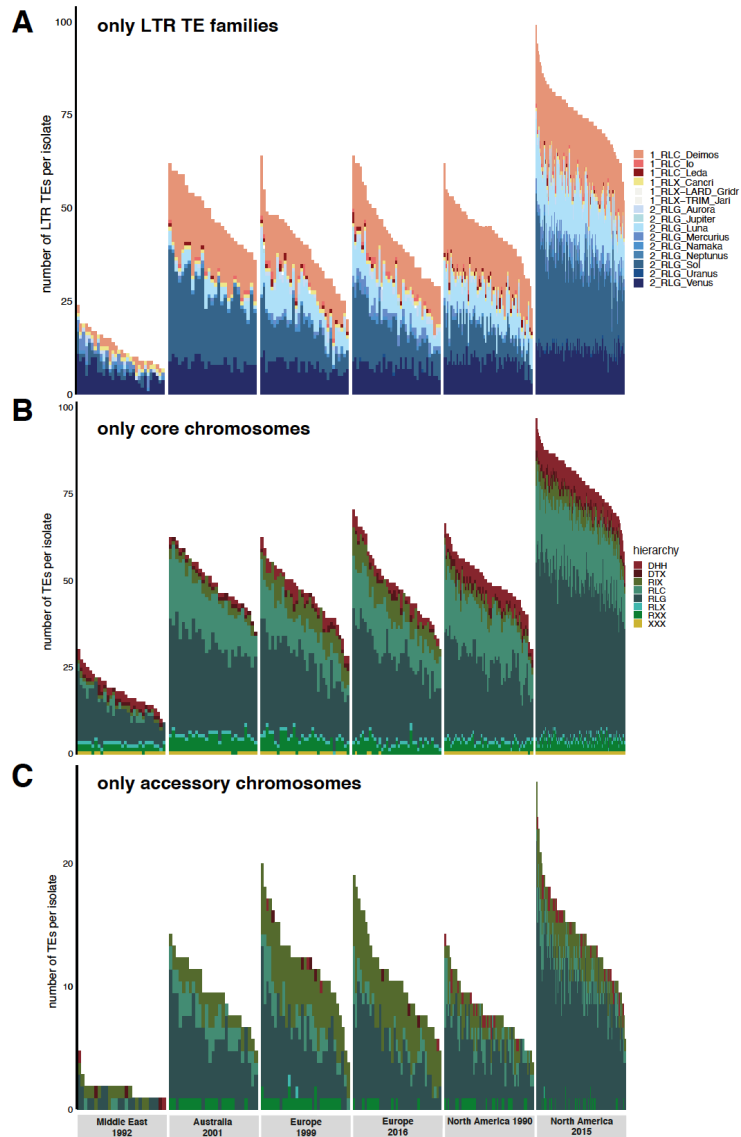 A only LTR TE families
number of LTR TEs per isolate
100
75
50
25
0
1_RLC_Deimos
1_RLC_Io
1_RLC_Leda
1_RLX_Cancri
1_RLX-LARD_Gridr
1_RLX-TRIM_Jari
2_RLG_Aurora
2_RLG_Jupiter
2_RLG_Luna
2_RLG_Mercurius
2_RLG_Namaka
2_RLG_Neptunus
2_RLG_Sol
2_RLG_Uranus
2_RLG_Venus
B only core chromosomes
number of TEs per isolate
100
75
50
25
0
hierarchy
DHH
DTX
RIX
RLC
RLG
RLX
RXX
XXX
C only accessory chromosomes
number of TEs per isolate
20
10
0
Middle East
1992
Australia
2001
Europe
1999
Europe
2016
North America 1990
North America
2015